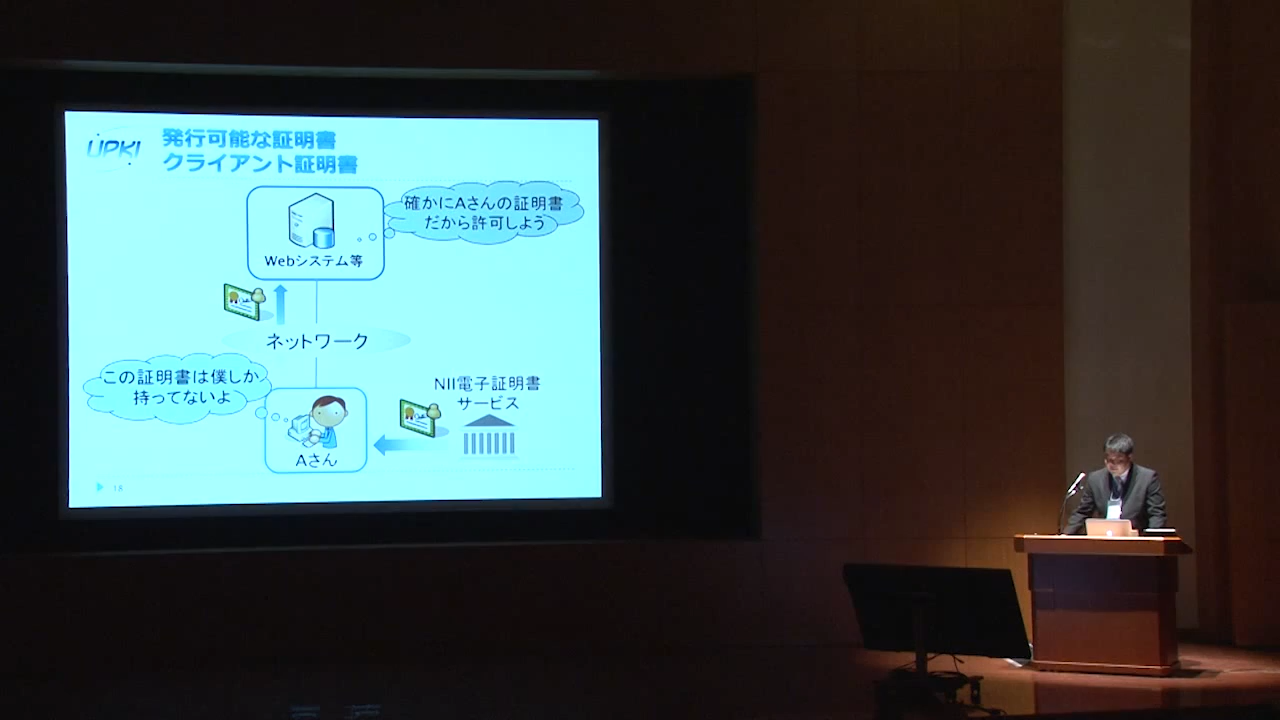 UPKI
発行可能な証明書
クライアント証明書
確かにAさんの証明書
だから許可しよう
Webシステム等
ネットワーク
この証明書は僕しか
持ってないよ
NII電子証明書
サービス
Aさん
18